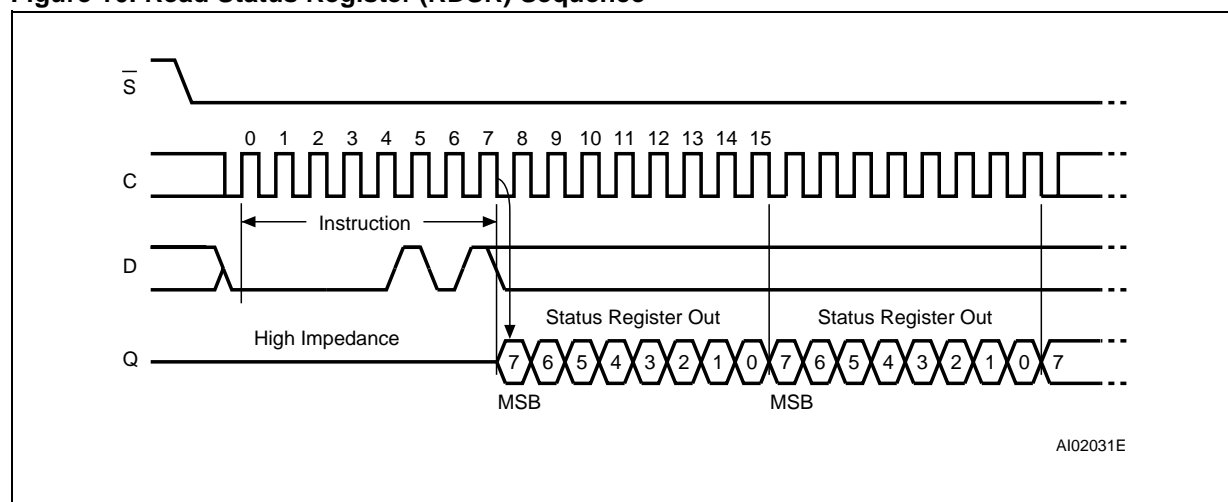 Read Status Register (RDSR) Sequence
S
0 1 2 3 4 5 6 7 8 9 10 11 12 13 14 15
C
Instruction
D
Status Register Out Status Register Out
High Impedance
Q 7 6 5 4 3 2 1 0 7 6 5 4 3 2 1 0 7
MSB MSB
AI02031E